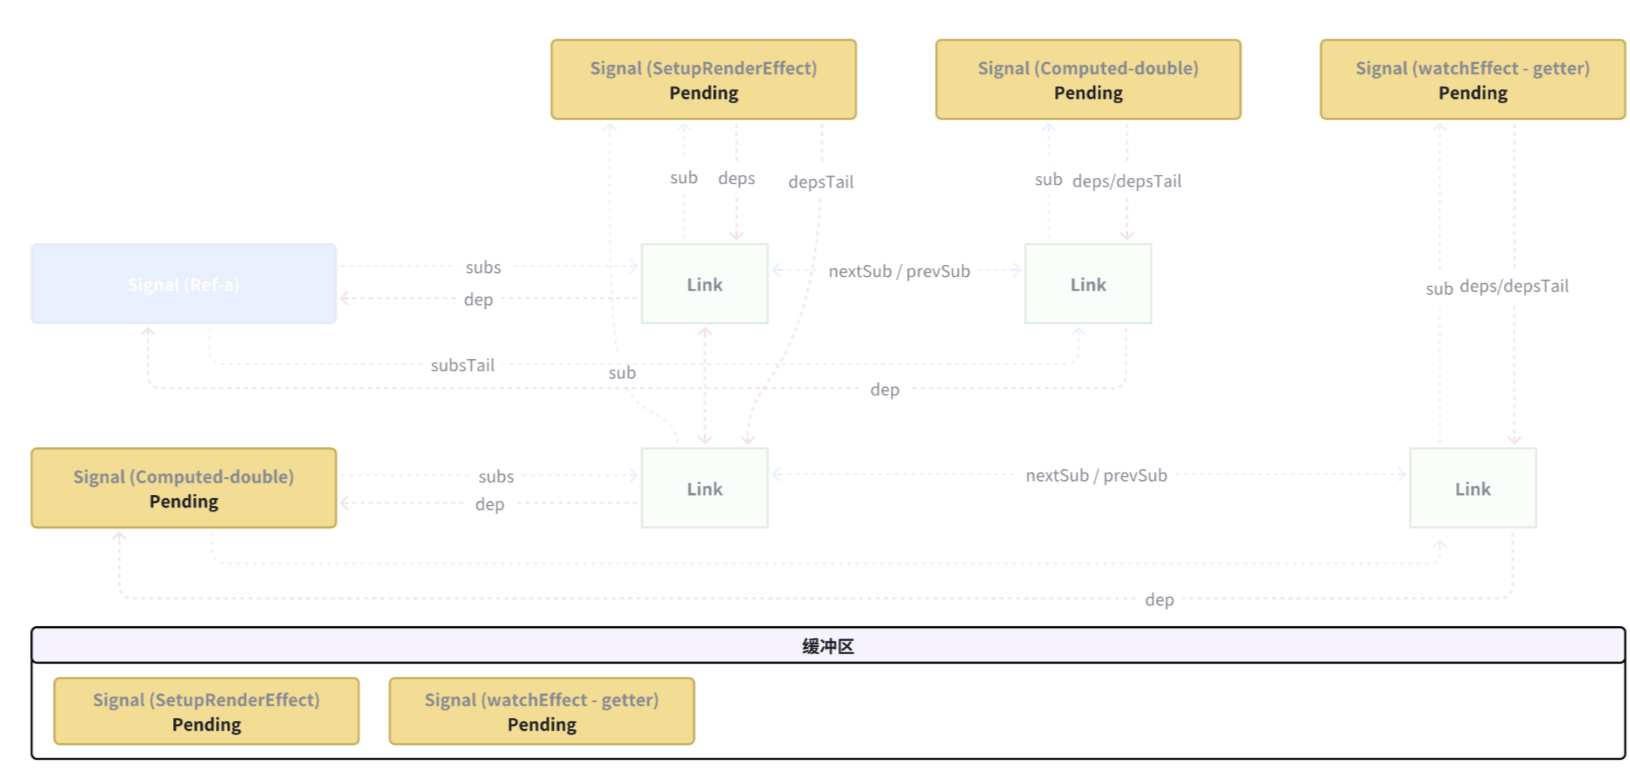 Signal (SetupRenderEffect)
Pending
Signal (Computed-double)
Pending
Signal (watchEffect - getter)
Pending
sub
deps
depsTail
sub
deps/depsTail
Signal (Ref-a)
subs
dep
Link
nextSub / prevSub
Link
sub
deps/depsTail
subsTail
sub
dep
Signal (Computed-double)
Pending
subs
dep
Link
nextSub / prevSub
Link
dep
缓冲区
Signal (SetupRenderEffect)
Pending
Signal (watchEffect - getter)
Pending